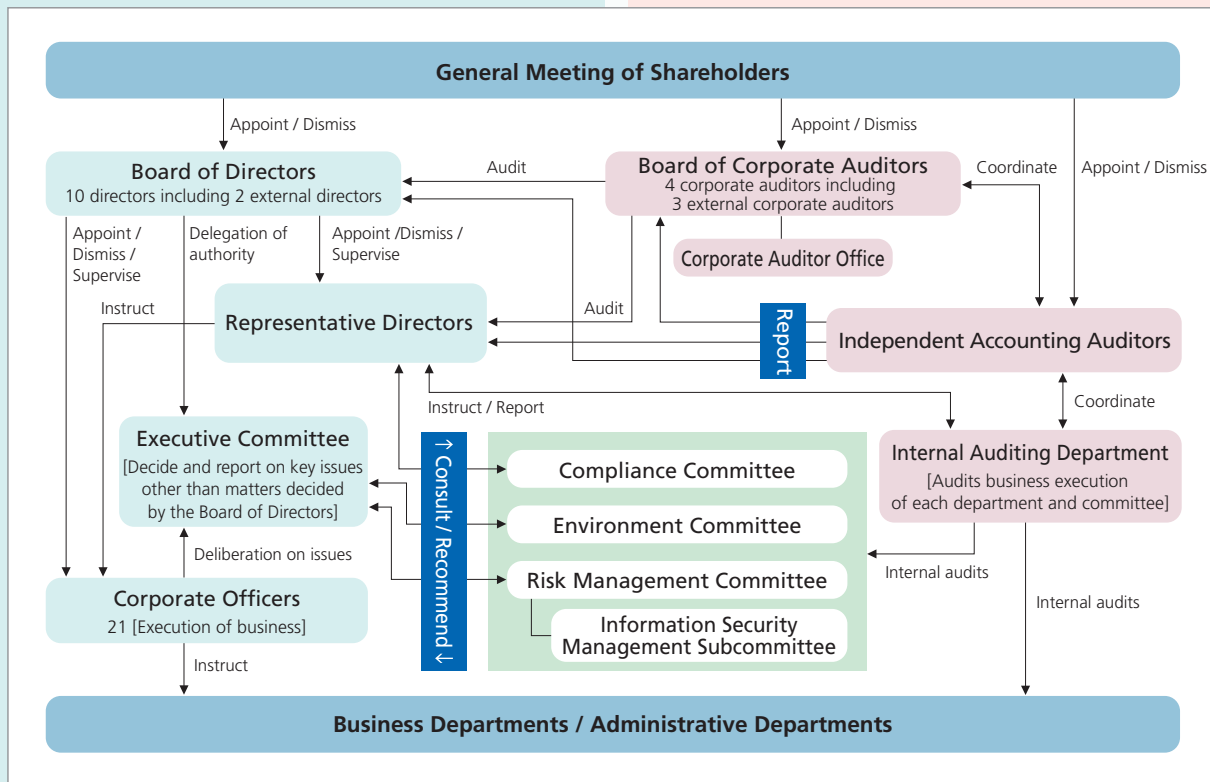 General Meeting of Shareholders
Appoint / Dismiss
Appoint / Dismiss
Appoint / Dismiss
Board of Directors
10 directors including 2 external directors
Audit
Board of Corporate Auditors
4 corporate auditors including
3 external corporate auditors
Coordinate
Corporate Auditor Office
Appoint /
Dismiss /
Supervise
Delegation of
authority
Appoint /Dismiss /
Supervise
Instruct
Representative Directors
Audit
Report
Independent Accounting Auditors
Instruct / Report
Coordinate
Executive Committee
[Decide and report on key issues
other than matters decided
by the Board of Directors]
↑ Consult / Recommend ↓
Compliance Committee
Environment Committee
Risk Management Committee
Information Security
Management Subcommittee
Internal Auditing Department
[Audits business execution
of each department and committee]
Internal audits
Internal audits
Deliberation on issues
Corporate Officers
21 [Execution of business]
Instruct
Business Departments / Administrative Departments